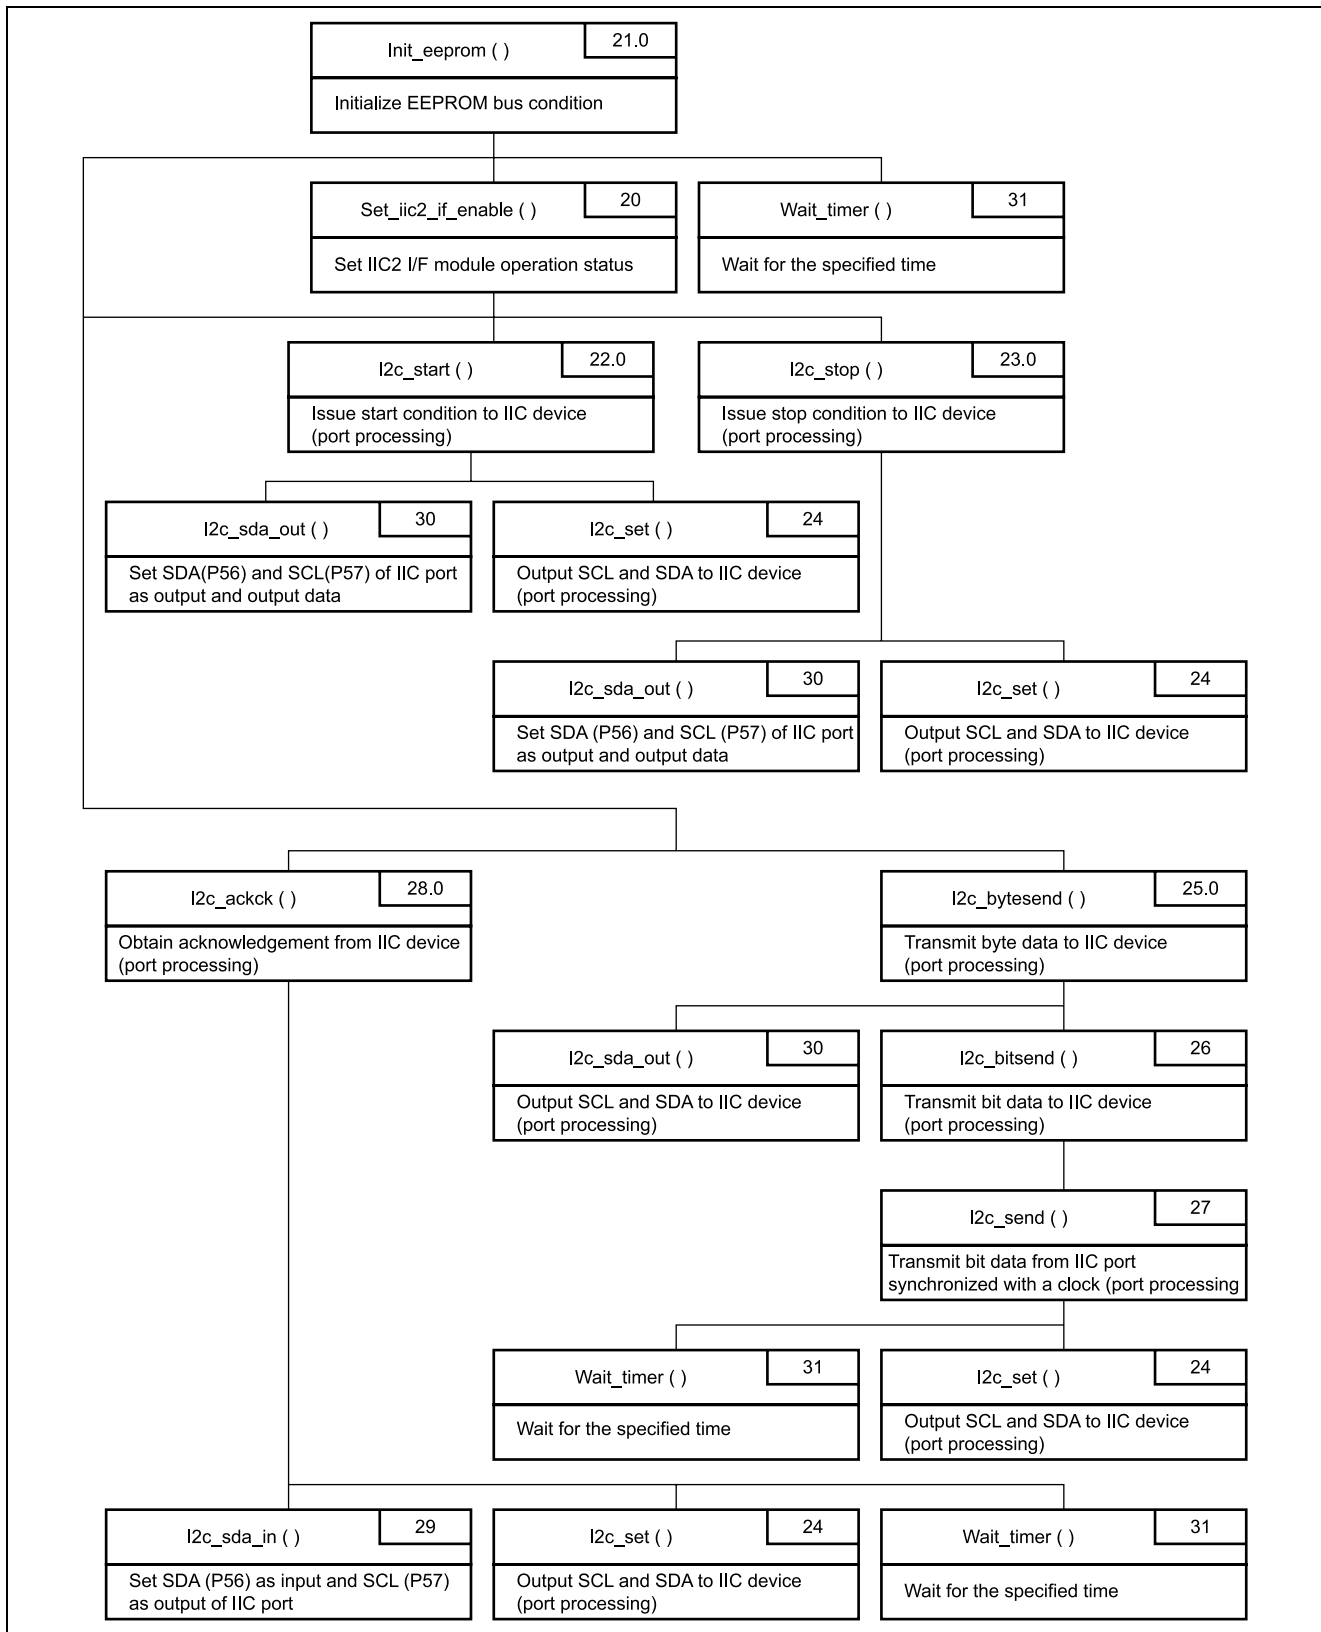 Init_eeprom ( )
21.0
Initialize EEPROM bus condition
Set_iic2_if_enable ( )
20
Set IIC2 I/F module operation status
Wait_timer ( )
31
Wait for the specified time
I2c_start ( )
22.0
Issue start condition to IIC device
(port processing)
I2c_stop ( )
23.0
Issue stop condition to IIC device
(port processing)
I2c_sda_out ( )
30
Set SDA(P56) and SCL(P57) of IIC port
as output and output data
I2c_set ( )
24
Output SCL and SDA to IIC device
(port processing)
I2c_sda_out ( )
30
Set SDA (P56) and SCL (P57) of IIC port
as output and output data
I2c_set ( )
24
Output SCL and SDA to IIC device
(port processing)
I2c_ackck ( )
28.0
Obtain acknowledgement from IIC device
(port processing)
I2c_bytesend ( )
25.0
Transmit byte data to IIC device
(port processing)
I2c_sda_out ( )
30
Output SCL and SDA to IIC device
(port processing)
I2c_bitsend ( )
26
Transmit bit data to IIC device
(port processing)
I2c_send ( )
27
Transmit bit data from IIC port
synchronized with a clock (port processing
Wait_timer ( )
31
Wait for the specified time
I2c_set ( )
24
Output SCL and SDA to IIC device
(port processing)
I2c_sda_in ( )
29
Set SDA (P56) as input and SCL (P57)
as output of IIC port
I2c_set ( )
24
Output SCL and SDA to IIC device
(port processing)
Wait_timer ( )
31
Wait for the specified time